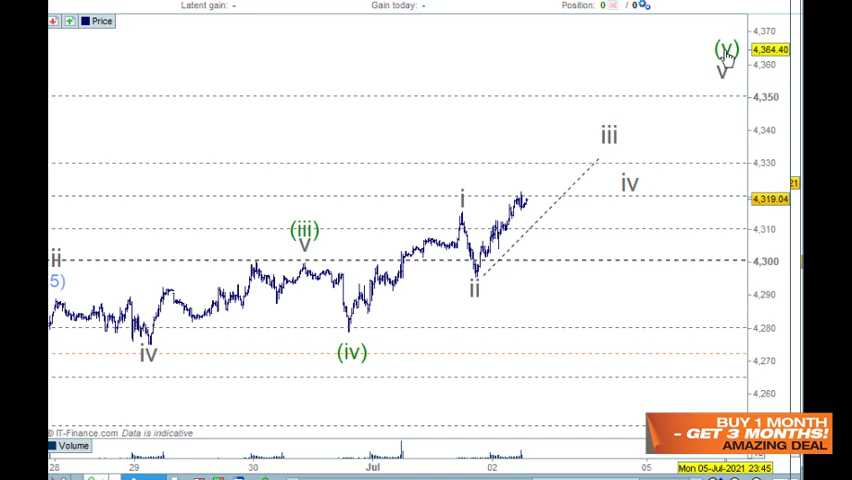 Latent gain: - Gain today: - Position: 0 / 0
Price
4,370
(v)
4,364.40
4,360
v
4,350
4,340
iii
4,330
iv
21
4,319.04
i
4,310
(iii)
v
4,300
ii
5)
ii
4,290
4,280
iv
(iv)
4,270
4,260
BUY 1 MONTH
- GET 3 MONTHS!
AMAZING DEAL
© IT-Finance.com Data is indicative
Volume
28 29 30 Jul 02 05
Mon 05-Jul-2021 23:45